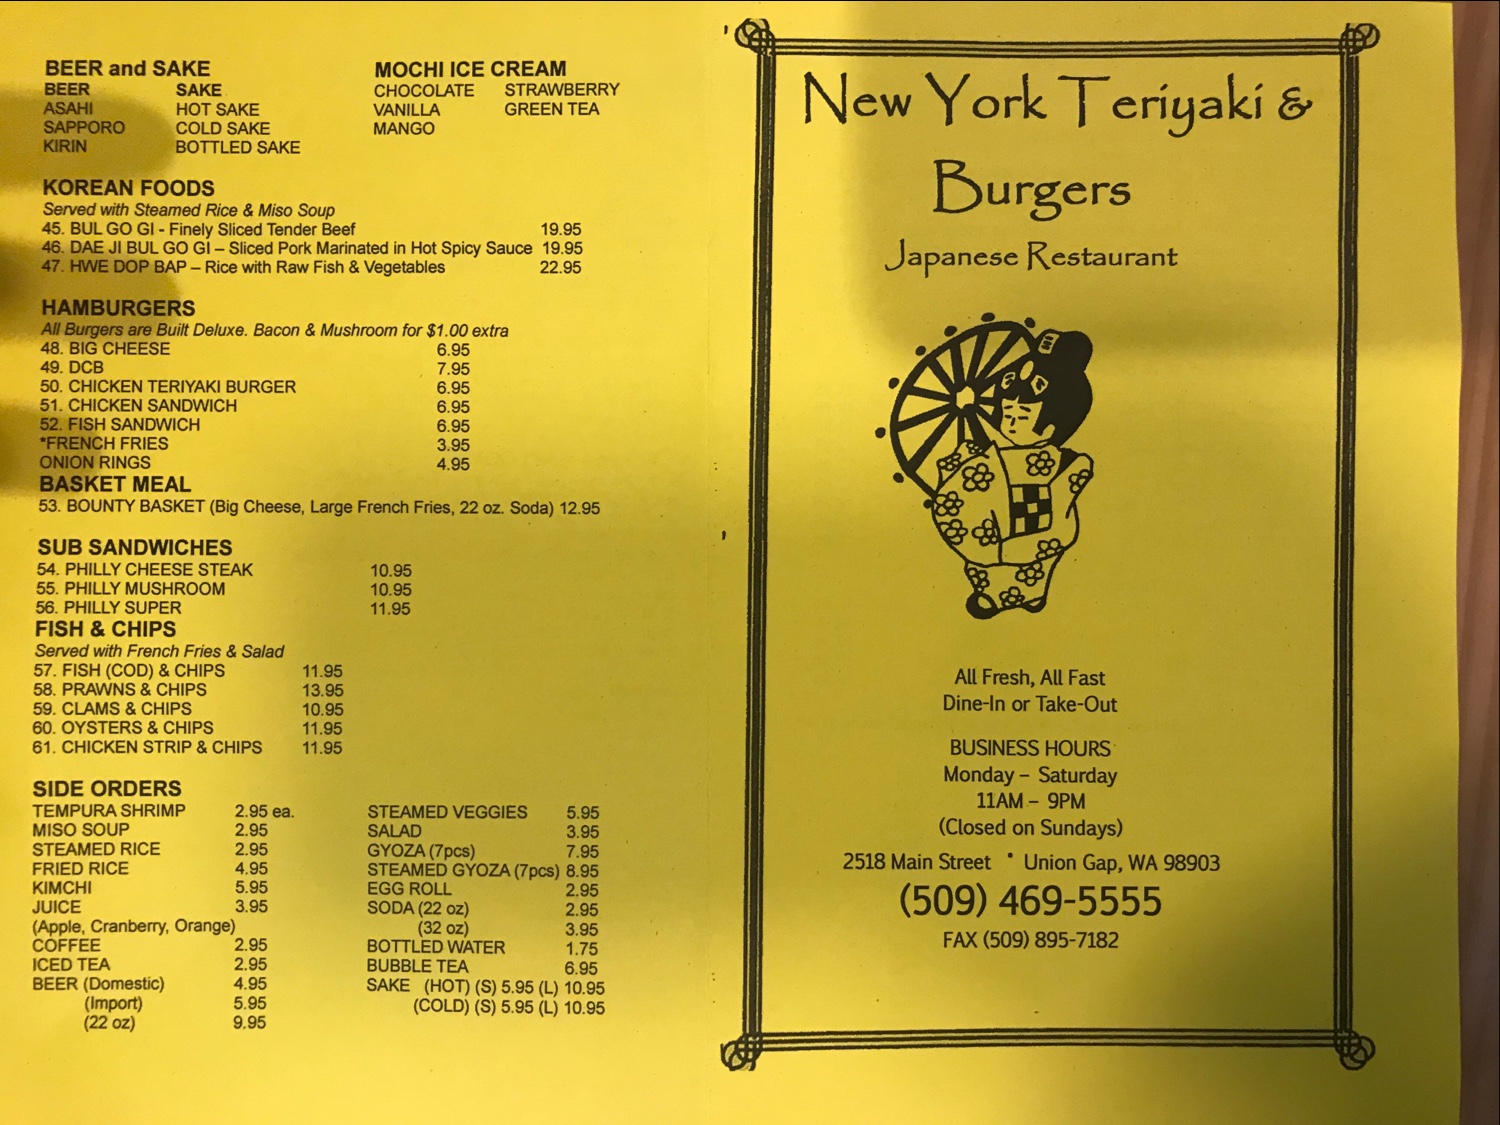 BEER and SAKE
BEER SAKE
ASAHI HOT SAKE
SAPPORO COLD SAKE
KIRIN BOTTLED SAKE
MOCHI ICE CREAM
CHOCOLATE STRAWBERRY
VANILLA GREEN TEA
MANGO
KOREAN FOODS
Served with Steamed Rice & Miso Soup
45. BUL GO GI - Finely Sliced Tender Beef 19.95
46. DAE JI BUL GO GI – Sliced Pork Marinated in Hot Spicy Sauce 19.95
47. HWE DOP BAP – Rice with Raw Fish & Vegetables 22.95
HAMBURGERS
All Burgers are Built Deluxe. Bacon & Mushroom for $1.00 extra
48. BIG CHEESE 6.95
49. DCB 7.95
50. CHICKEN TERIYAKI BURGER 6.95
51. CHICKEN SANDWICH 6.95
52. FISH SANDWICH 6.95
*FRENCH FRIES 3.95
ONION RINGS 4.95
BASKET MEAL
53. BOUNTY BASKET (Big Cheese, Large French Fries, 22 oz. Soda) 12.95
SUB SANDWICHES
54. PHILLY CHEESE STEAK 10.95
55. PHILLY MUSHROOM 10.95
56. PHILLY SUPER 11.95
FISH & CHIPS
Served with French Fries & Salad
57. FISH (COD) & CHIPS 11.95
58. PRAWNS & CHIPS 13.95
59. CLAMS & CHIPS 10.95
60. OYSTERS & CHIPS 11.95
61. CHICKEN STRIP & CHIPS 11.95
SIDE ORDERS
TEMPURA SHRIMP 2.95 ea.
MISO SOUP 2.95
STEAMED RICE 2.95
FRIED RICE 4.95
KIMCHI 5.95
JUICE 3.95
(Apple, Cranberry, Orange)
COFFEE 2.95
ICED TEA 2.95
BEER (Domestic) 4.95
(Import) 5.95
(22 oz) 9.95
STEAMED VEGGIES 5.95
SALAD 3.95
GYOZA (7pcs) 7.95
STEAMED GYOZA (7pcs) 8.95
EGG ROLL 2.95
SODA (22 oz) 2.95
(32 oz) 3.95
BOTTLED WATER 1.75
BUBBLE TEA 6.95
SAKE (HOT) (S) 5.95 (L) 10.95
(COLD) (S) 5.95 (L) 10.95
New York Teriyaki &
Burgers
Japanese Restaurant
All Fresh, All Fast
Dine-In or Take-Out
BUSINESS HOURS
Monday – Saturday
11AM – 9PM
(Closed on Sundays)
2518 Main Street • Union Gap, WA 98903
(509) 469-5555
FAX (509) 895-7182